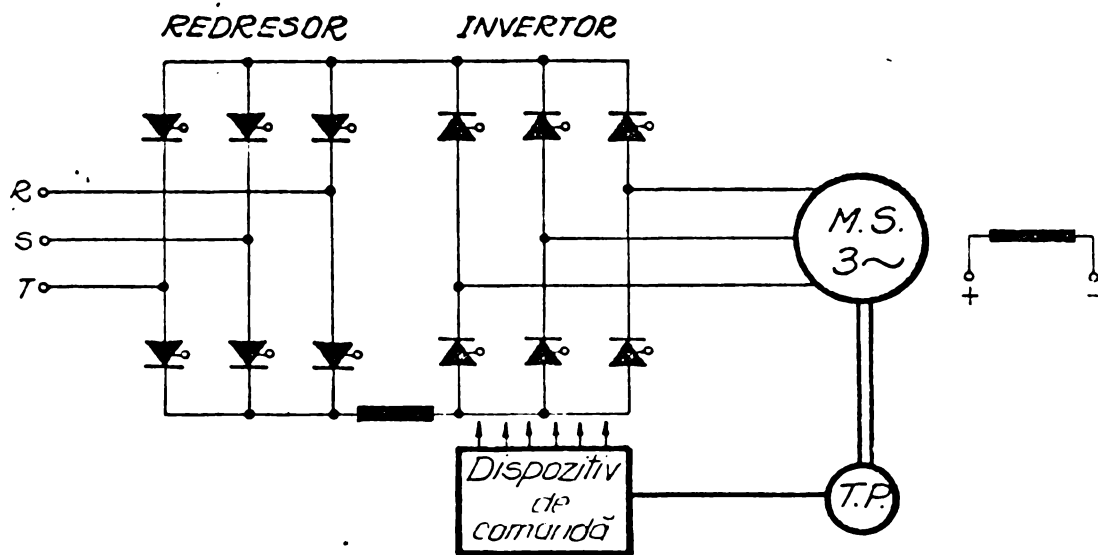 REDRESOR
INVERTOR
R
S
T
M.S.
3~
+
-
Dispozitiv
de
comandă
T.P.